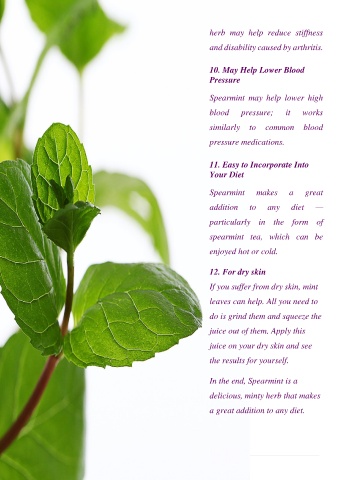 herb may help reduce stiffness
and disability caused by arthritis.
10. May Help Lower Blood
Pressure
Spearmint may help lower high
blood pressure; it works
similarly to common blood
pressure medications.
11. Easy to Incorporate Into
Your Diet
Spearmint makes a great
addition to any diet —
particularly in the form of
spearmint tea, which can be
enjoyed hot or cold.
12. For dry skin
If you suffer from dry skin, mint
leaves can help. All you need to
do is grind them and squeeze the
juice out of them. Apply this
juice on your dry skin and see
the results for yourself.
In the end, Spearmint is a
delicious, minty herb that makes
a great addition to any diet.